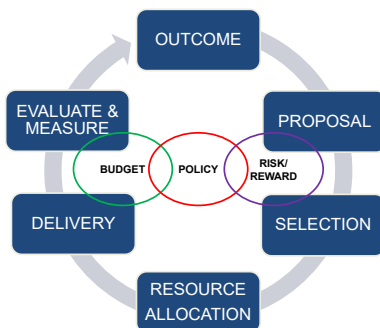 OUTCOME
PROPOSAL
SELECTION
RESOURCE
ALLOCATION
DELIVERY
EVALUATE &
MEASURE
BUDGET
POLICY
RISK/
REWARD